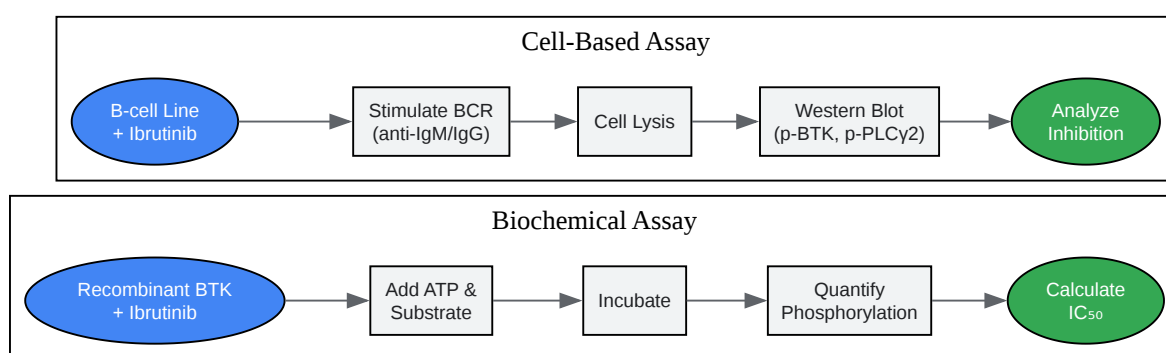 Cell-Based Assay
B-cell Line
+ Ibrutinib
Stimulate BCR
(anti-IgM/IgG)
Cell Lysis
Western Blot
(p-BTK, p-PLCγ2)
Analyze
Inhibition
Biochemical Assay
Recombinant BTK
+ Ibrutinib
Add ATP &
Substrate
Incubate
Quantify
Phosphorylation
Calculate
IC₅₀